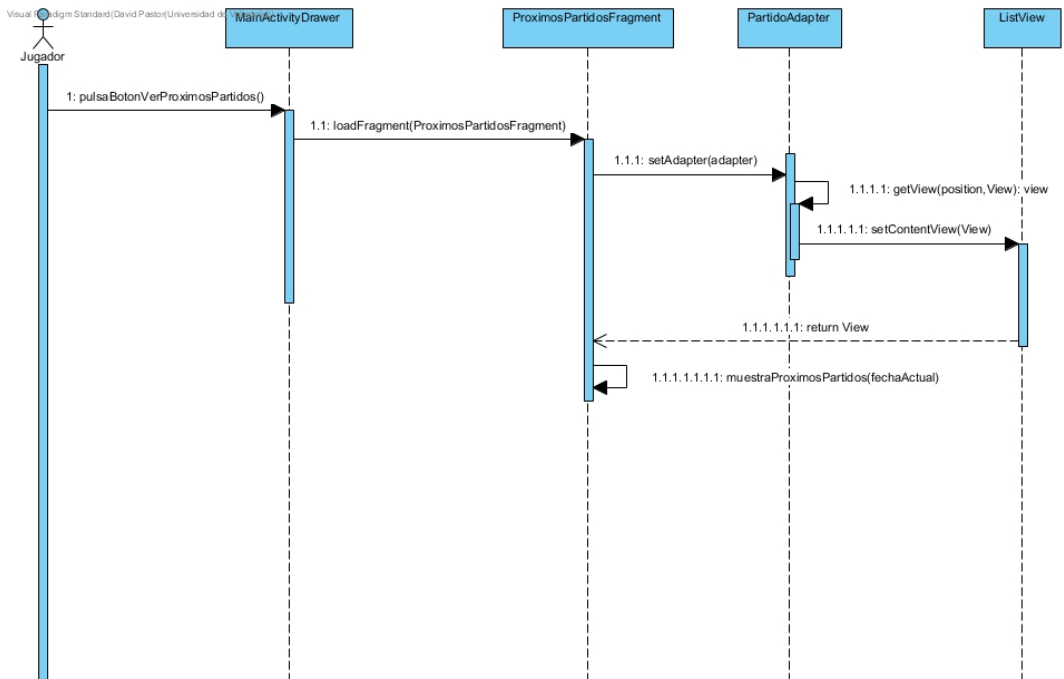 Visual Paradigm Standard(David Pastor(Universidad de
MainActivityDrawer
ProximosPartidosFragment
PartidoAdapter
ListView
Jugador
1: pulsaBotonVerProximosPartidos()
1.1: loadFragment(ProximosPartidosFragment)
1.1.1: setAdapter(adapter)
1.1.1.1: getView(position,View): view
1.1.1.1.1: setContentView(View)
1.1.1.1.1.1: return View
1.1.1.1.1.1.1: muestraProximosPartidos(fechaActual)